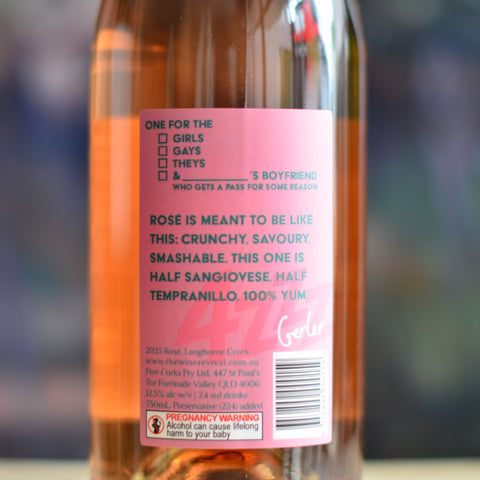 ONE FOR THE
GIRLS
GAYS
THEYS
& __________'S BOYFRIEND
WHO GETS A PASS FOR SOME REASON
ROSÉ IS MEANT TO BE LIKE
THIS: CRUNCHY, SAVOURY,
SMASHABLE. THIS ONE IS
HALF SANGIOVESE, HALF
TEMPRANILLO, 100% YUM.
Gerler
2025 Rosé, Langhorne Creek
www.thewinerevival.com.au
Five Corks Pty Ltd, 447 St Paul's
Tce Fortitude Valley QLD 4006
12.5% alc w/v | 7.4 std drinks
750mL. Preservative (224) added
PREGNANCY WARNING
Alcohol can cause lifelong
harm to your baby